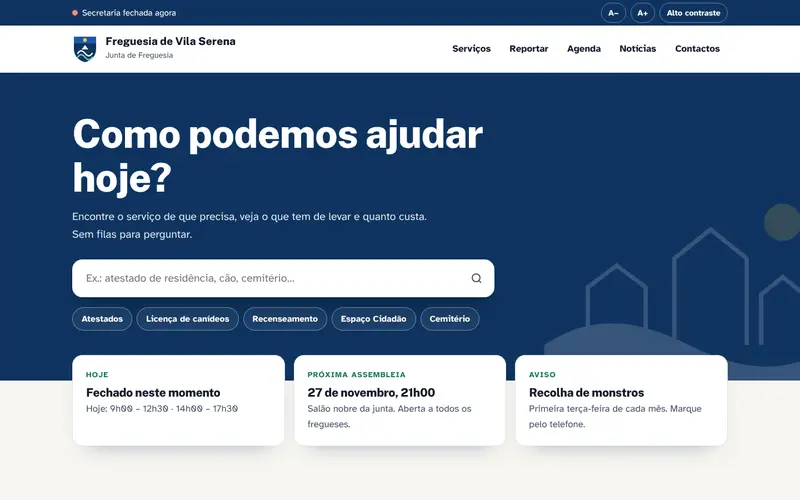 Secretaria fechada agora
A−
A+
Alto contraste
Freguesia de Vila Serena
Junta de Freguesia
Serviços
Reportar
Agenda
Notícias
Contactos
Como podemos ajudar
hoje?
Encontre o serviço de que precisa, veja o que tem de levar e quanto custa.
Sem filas para perguntar.
Ex.: atestado de residência, cão, cemitério...
Atestados
Licença de canídeos
Recenseamento
Espaço Cidadão
Cemitério
HOJE
Fechado neste momento
Hoje: 9h00 – 12h30 · 14h00 – 17h30
PRÓXIMA ASSEMBLEIA
27 de novembro, 21h00
Salão nobre da junta. Aberta a todos os
fregueses.
AVISO
Recolha de monstros
Primeira terça-feira de cada mês. Marque
pelo telefone.